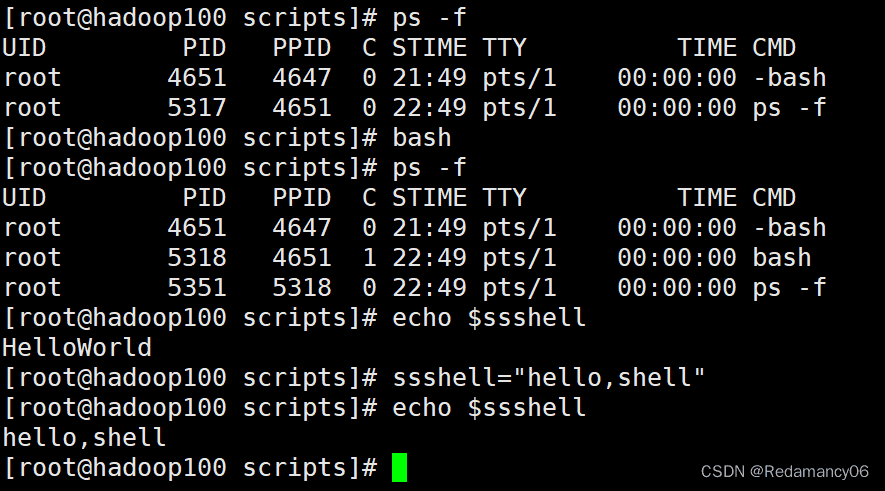 [root@hadoop100 scripts]# ps -f
UID         PID   PPID  C STIME TTY          TIME CMD
root       4651   4647  0 21:49 pts/1    00:00:00 -bash
root       5317   4651  0 22:49 pts/1    00:00:00 ps -f
[root@hadoop100 scripts]# bash
[root@hadoop100 scripts]# ps -f
UID         PID   PPID  C STIME TTY          TIME CMD
root       4651   4647  0 21:49 pts/1    00:00:00 -bash
root       5318   4651  1 22:49 pts/1    00:00:00 bash
root       5351   5318  0 22:49 pts/1    00:00:00 ps -f
[root@hadoop100 scripts]# echo $ssshell
HelloWorld
[root@hadoop100 scripts]# ssshell="hello,shell"
[root@hadoop100 scripts]# echo $ssshell
hello,shell
[root@hadoop100 scripts]#
CSDN @Redamancy06